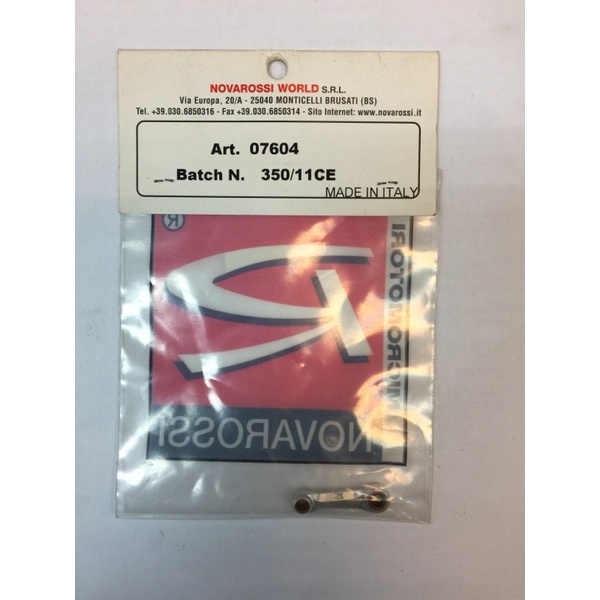 NOVAROSSI WORLD S.R.L.
Via Europa, 20/A - 25040 MONTICELLI BRUSATI (BS)
Tel. +39.030.6850316 - Fax +39.030.6850314 - Sito Internet: www.novarossi.it
Art. 07604
Batch N. 350/11CE
MADE IN ITALY
®
MICROMOTORI
NOVAROSSI